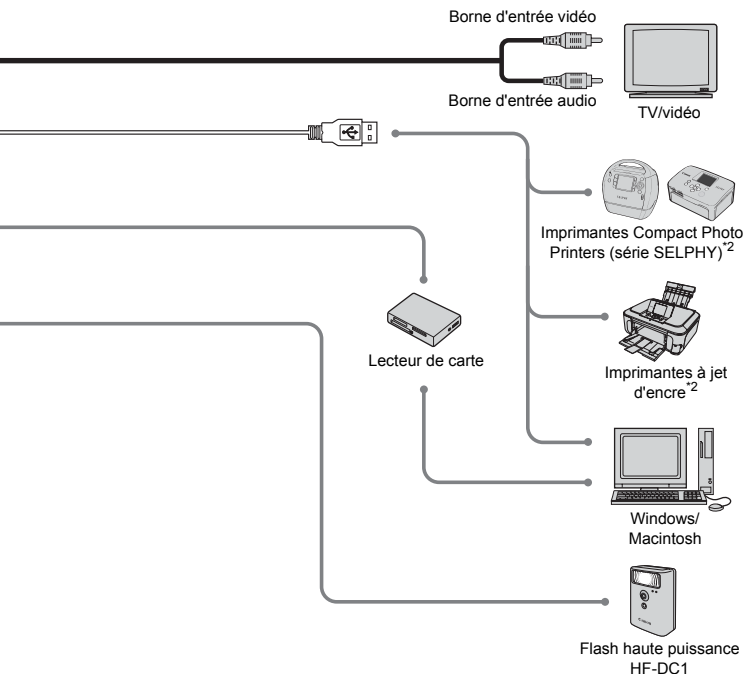 Borne d'entrée vidéo
Borne d'entrée audio
TV/vidéo
Imprimantes Compact Photo
Printers (série SELPHY)*2
Lecteur de carte
Imprimantes à jet
d'encre*2
Windows/
Macintosh
Flash haute puissance
HF-DC1